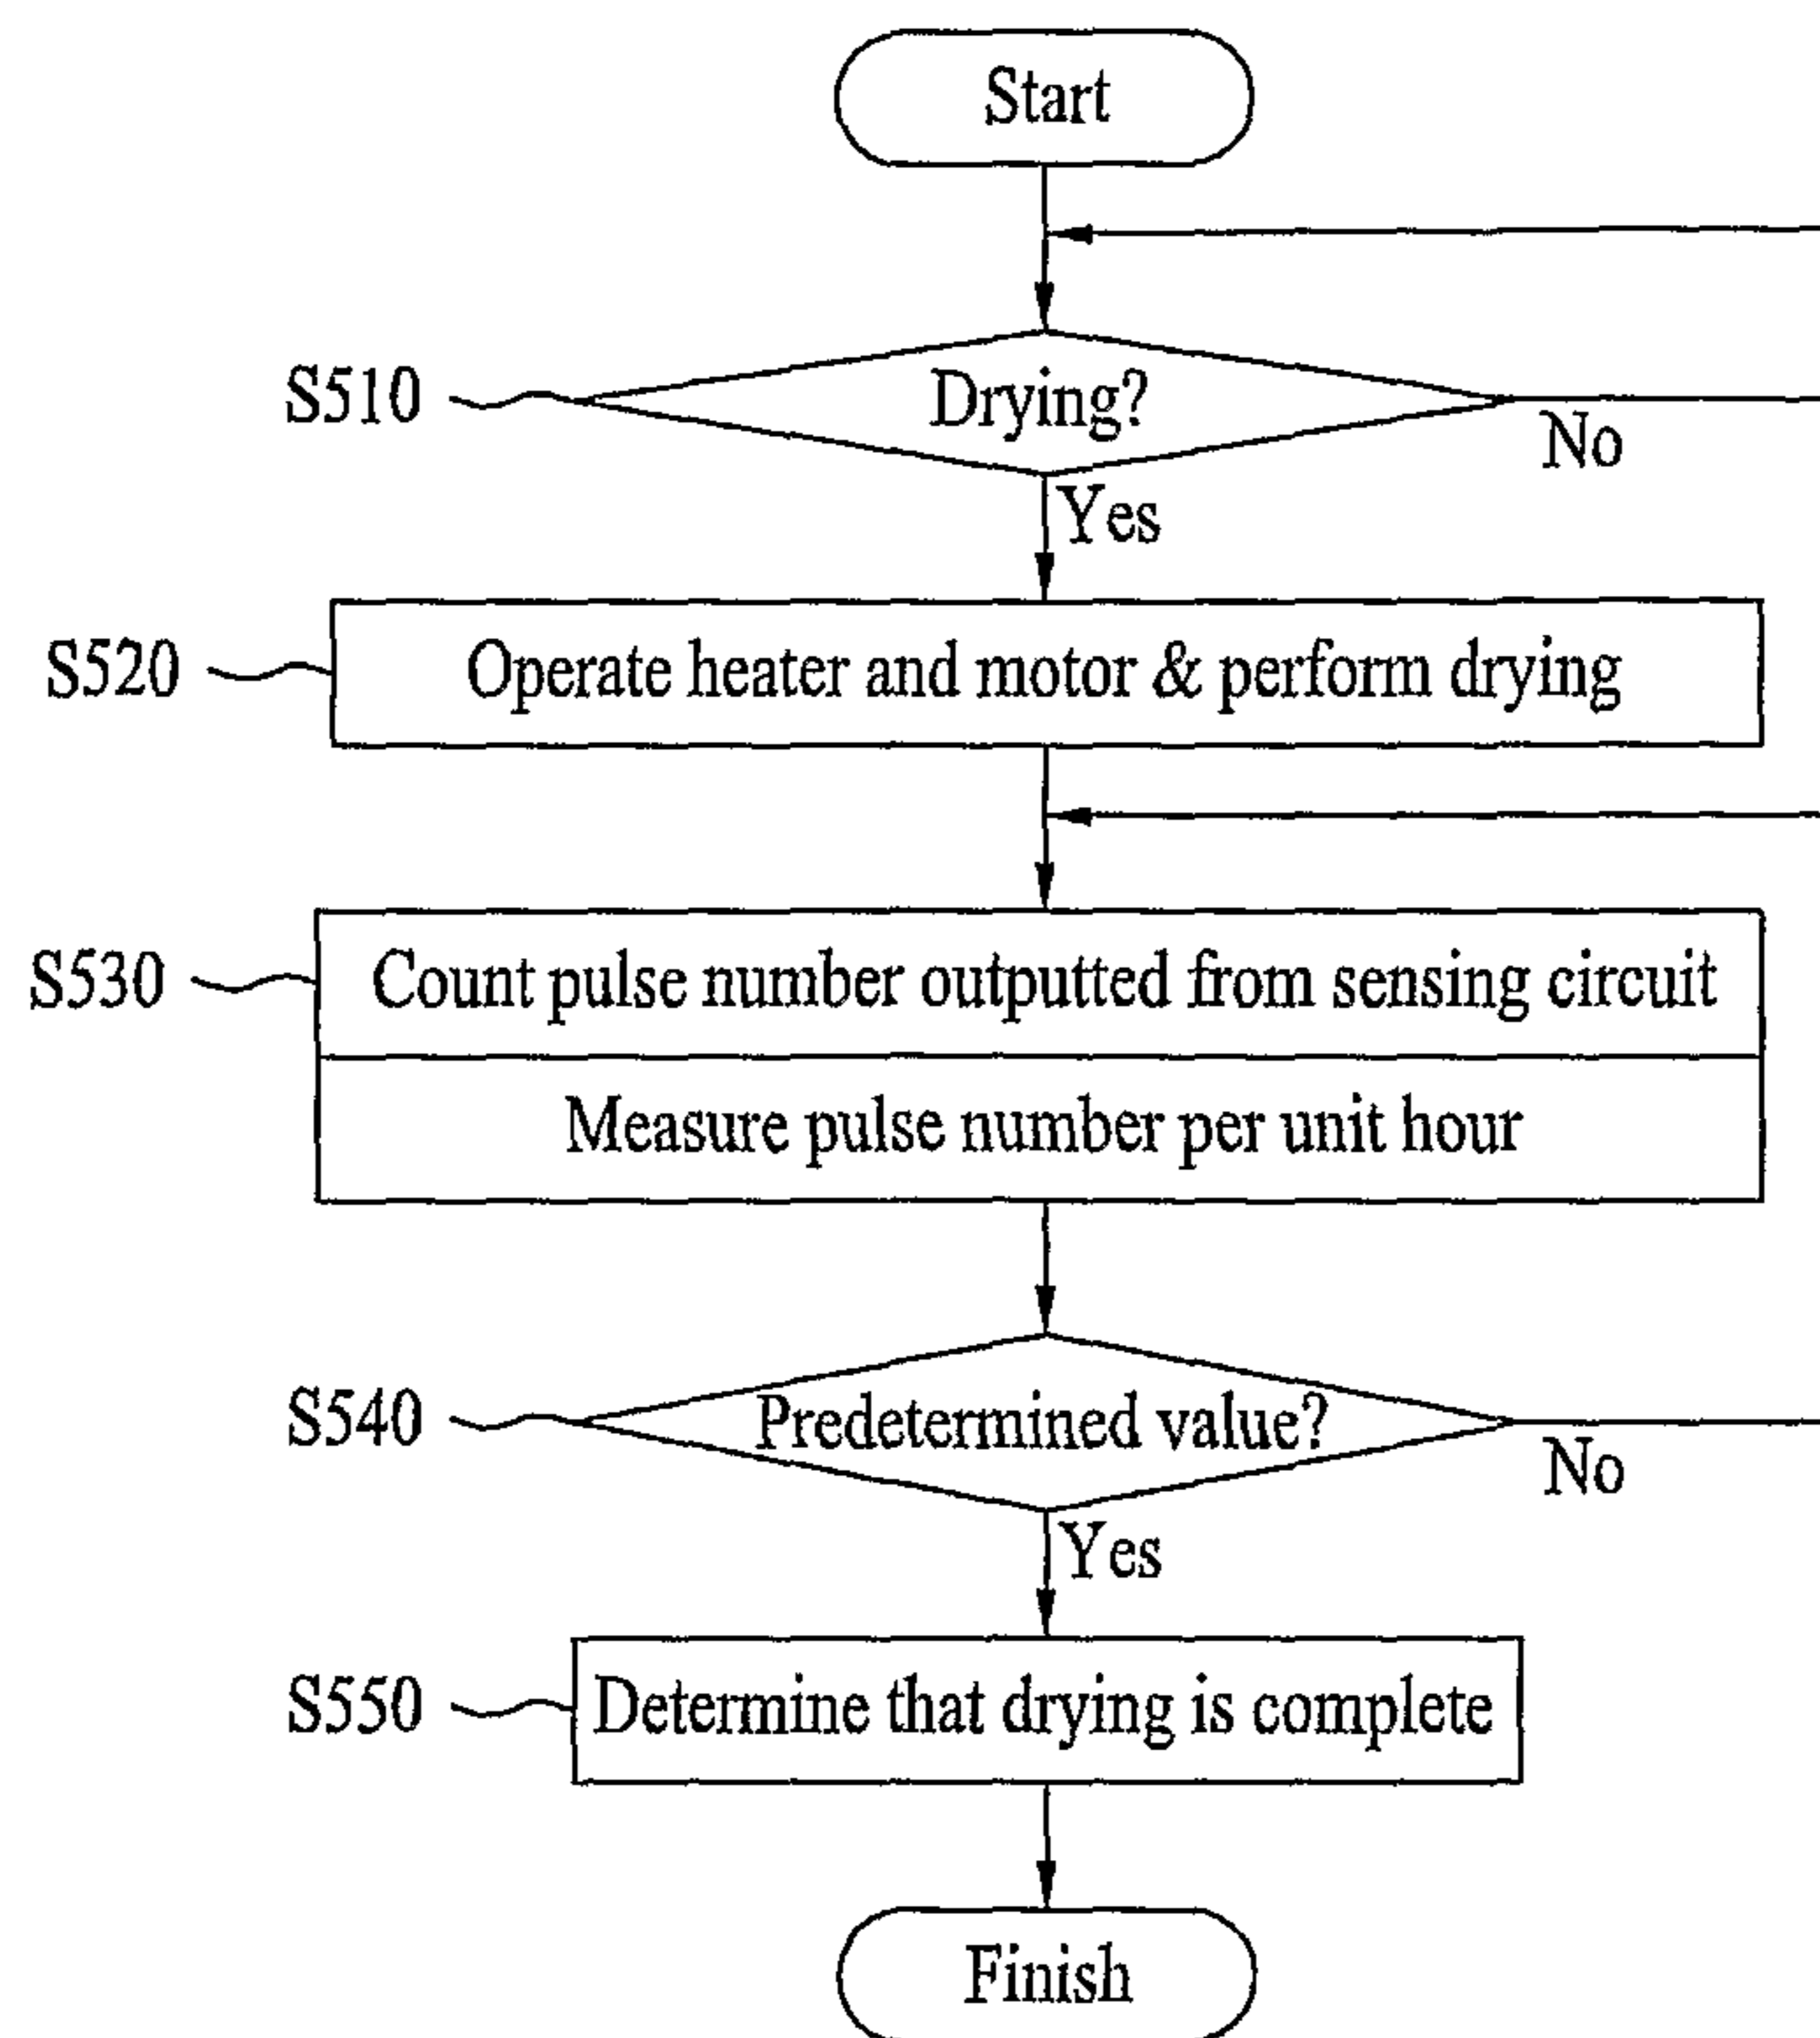 Start
S510
Drying?
No
Yes
S520
Operate heater and motor & perform drying
S530
Count pulse number outputted from sensing circuit
Measure pulse number per unit hour
S540
Predetermined value?
No
Yes
S550
Determine that drying is complete
Finish